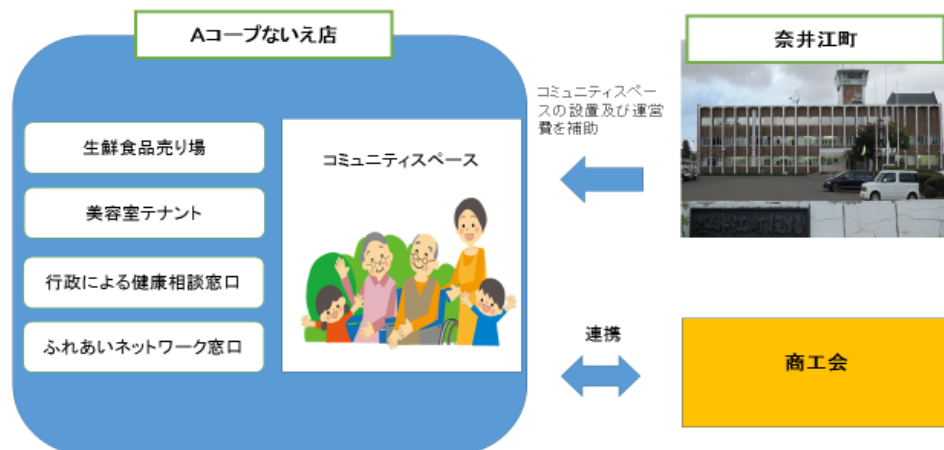 Aコープないえ店
奈井江町
コミュニティスペー
スの設置及び運営
費を補助
生鮮食品売り場
コミュニティスペース
美容室テナント
行政による健康相談窓口
ふれあいネットワーク窓口
連携
商工会